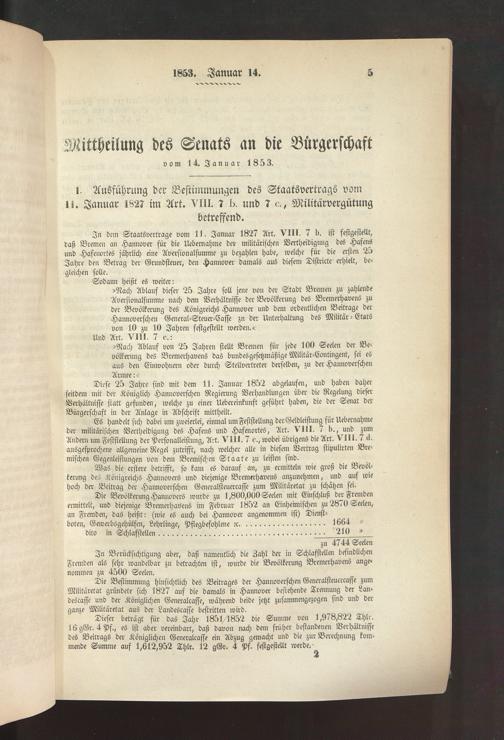 1853. Januar 14. 5
Mittheilung des Senats an die Bürgerschaft
vom 14. Januar 1853.
1. Ausführung der Bestimmungen des Staatsvertrags vom
11. Januar 1827 im Art. VIII. 7 b. und 7 c., Militärvergütung
betreffend.
In dem Staatsvertrage vom 11. Januar 1827 Art. VIII. 7 b. ist festgestellt,
daß Bremen an Hannover für die Uebernahme der militärischen Vertheidigung des Hafens
und Hafenortes jährlich eine Aversionalsumme zu bezahlen habe, welche für die ersten 25
Jahre den Betrag der Grundsteuer, den Hannover damals aus diesem Districte erhielt, be-
gleichen solle.
Sodann heißt es weiter:
»Nach Ablauf dieser 25 Jahre soll jene von der Stadt Bremen zu zahlende
Aversionalsumme nach dem Verhältnisse der Bevölkerung des Bremerhavens zu
der Bevölkerung des Königreichs Hannover und dem ordentlichen Beitrage der
Hannoverschen General-Steuer-Casse zu der Unterhaltung des Militär-Etats
von 10 zu 10 Jahren festgestellt werden.«
Und Art. VIII. 7 c.:
»Nach Ablauf von 25 Jahren stellt Bremen für jede 100 Seelen der Be-
völkerung des Bremerhavens das bundesgesetzmäßige Militär-Contingent, sei es
aus den Einwohnern oder durch Stellvertreter derselben, zu der Hannoverschen
Armee.«
Diese 25 Jahre sind mit dem 11. Januar 1852 abgelaufen, und haben daher
seitdem mit der Königlich Hannoverschen Regierung Verhandlungen über die Regelung dieser
Verhältnisse statt gefunden, welche zu einer Uebereinkunft geführt haben, die der Senat der
Bürgerschaft in der Anlage in Abschrift mittheilt.
Es handelt sich dabei um zweierlei, einmal um Feststellung der Geldleistung für Uebernahme
der militärischen Vertheidigung des Hafens und Hafenortes, Art. VIII. 7 b., und zum
Andern um Feststellung der Personalleistung, Art. VIII. 7 c., wobei übrigens die Art. VIII. 7 d.
ausgesprochene allgemeine Regel zutrifft, nach welcher alle in diesem Vertrag stipulirten Bre-
mischen Gegenleistungen von dem Bremischen Staate zu leisten sind.
Was die erstere betrifft, so kam es darauf an, zu ermitteln wie groß die Bevöl-
kerung des Königreichs Hannovers und diejenige Bremerhavens anzunehmen, und auf wie
hoch der Beitrag der Hannoverschen Generalsteuercasse zum Militäretat zu schätzen sei.
Die Bevölkerung Hannovers wurde zu 1,800,000 Seelen mit Einschluß der Fremden
ermittelt, und diejenige Bremerhavens im Februar 1852 an Einheimischen zu 2870 Seelen,
an Fremden, das heißt: (wie es auch bei Hannover angenommen ist) Dienst-
boten, Gewerbsgehülfen, Lehrlinge, Pflegbefohlene ꝛc. . . . . . . . . . . . . 1664 »
dito in Schlafstellen . . . . . . . . . . . . . . . . . . . . . . . . . . . . . . 210 »
zu 4744 Seelen
In Berücksichtigung aber, daß namentlich die Zahl der in Schlafstellen befindlichen
Fremden als sehr wandelbar zu betrachten ist, wurde die Bevölkerung Bremerhavens ange-
nommen zu 4500 Seelen.
Die Bestimmung hinsichtlich des Beitrages der Hannoverschen Generalsteuercasse zum
Militäretat gründete sich 1827 auf die damals in Hannover bestehende Trennung der Lan-
descasse und der Königlichen Generalcasse, während beide jetzt zusammengezogen sind und der
ganze Militäretat aus der Landescasse bestritten wird.
Dieser beträgt für das Jahr 1851/1852 die Summe von 1,978,822 Thlr.
16 gGr. 4 Pf., es ist aber vereinbart, daß davon nach dem früher bestandenen Verhältnisse
des Beitrags der Königlichen Generalcasse ein Abzug gemacht und die zur Berechnung kom-
mende Summe auf 1,612,952 Thlr. 12 gGr. 4 Pf. festgestellt werde.
2